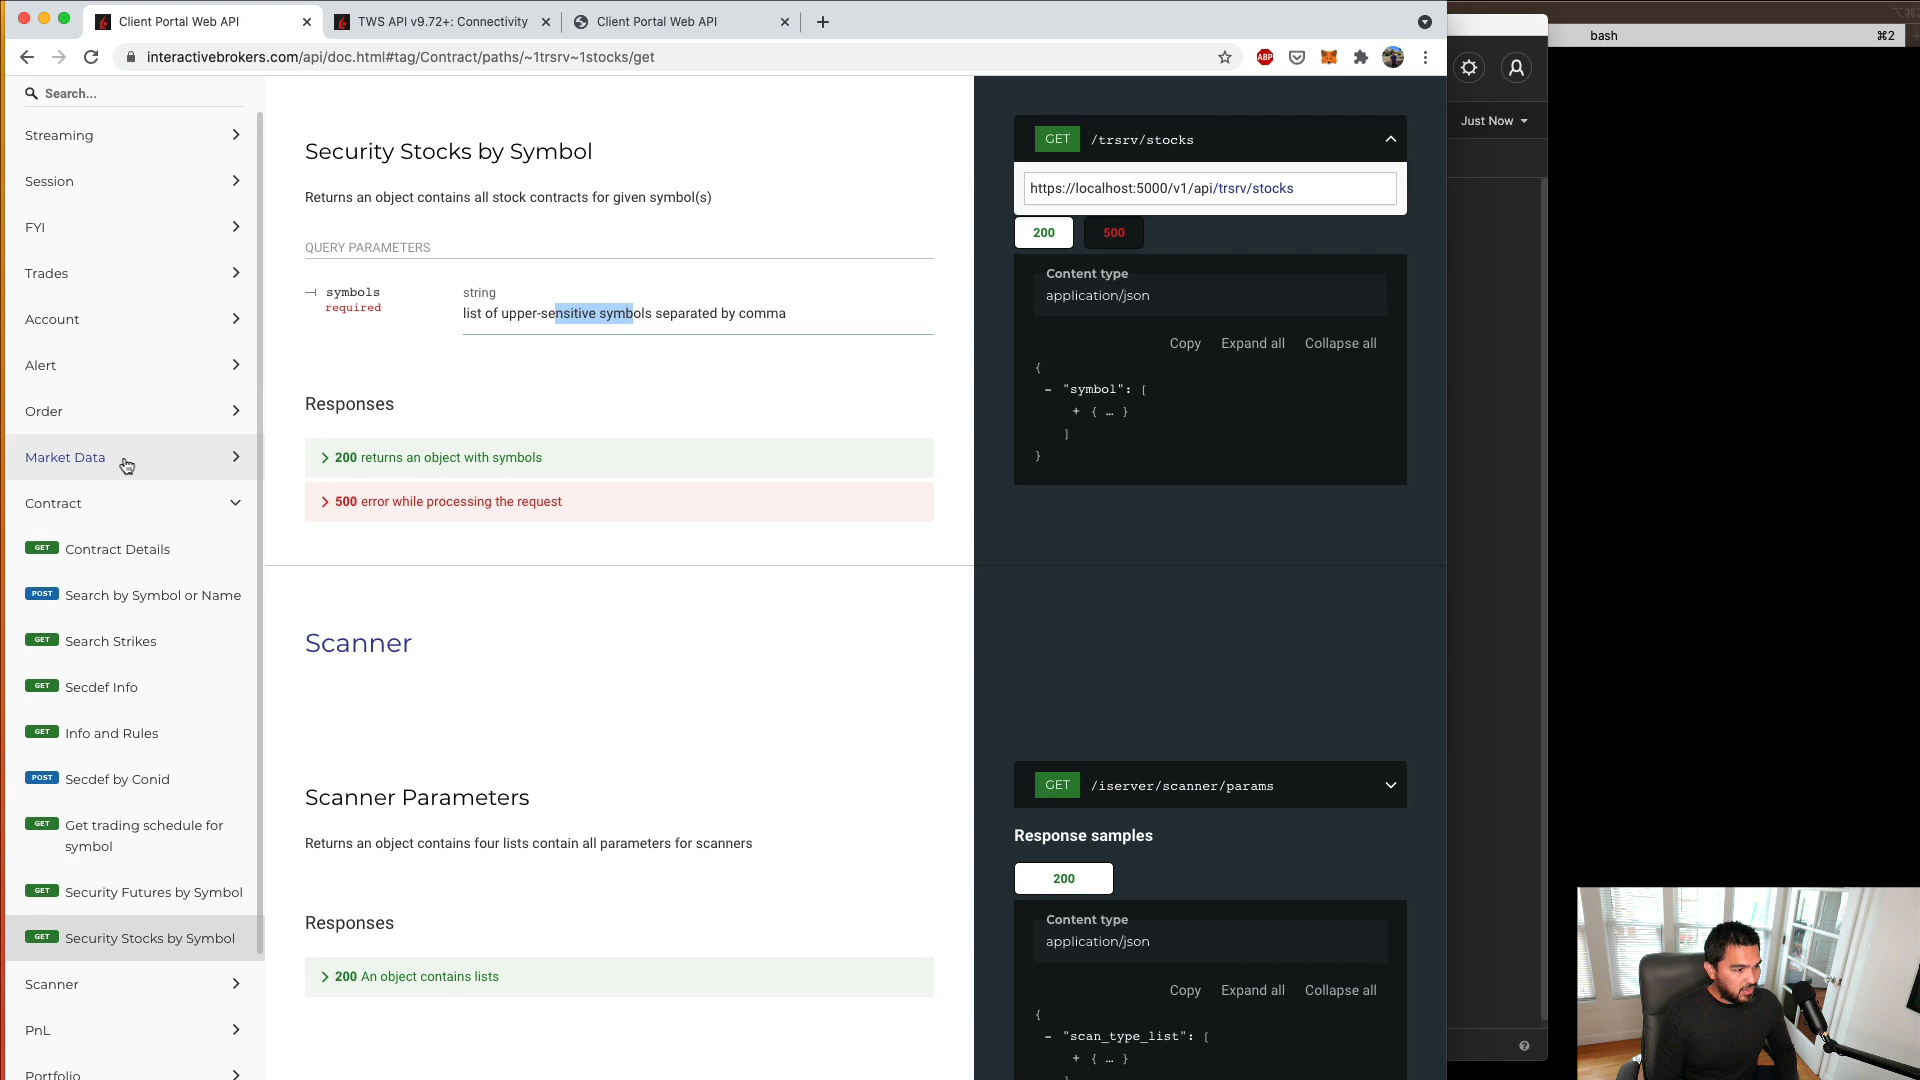 Client Portal Web API
TWS API v9.72+: Connectivity
Client Portal Web API
bash
⌘2
interactivebrokers.com/api/doc.html#tag/Contract/paths/~1trsrv~1stocks/get
ABP
Just Now
Search...
Streaming
Session
FYI
Trades
Account
Alert
Order
Market Data
Contract
GET Contract Details
POST Search by Symbol or Name
GET Search Strikes
GET Secdef Info
GET Info and Rules
POST Secdef by Conid
GET Get trading schedule for
symbol
GET Security Futures by Symbol
GET Security Stocks by Symbol
Scanner
PnL
Portfolio
Security Stocks by Symbol
Returns an object contains all stock contracts for given symbol(s)
QUERY PARAMETERS
symbols
required
string
list of upper-sensitive symbols separated by comma
Responses
200 returns an object with symbols
500 error while processing the request
Scanner
Scanner Parameters
Returns an object contains four lists contain all parameters for scanners
Responses
200 An object contains lists
GET /trsrv/stocks
https://localhost:5000/v1/api/trsrv/stocks
200 500
Content type
application/json
Copy Expand all Collapse all
{
- "symbol": [
+ { … }
]
}
GET /iserver/scanner/params
Response samples
200
Content type
application/json
Copy Expand all Collapse all
{
- "scan_type_list": [
+ { … }